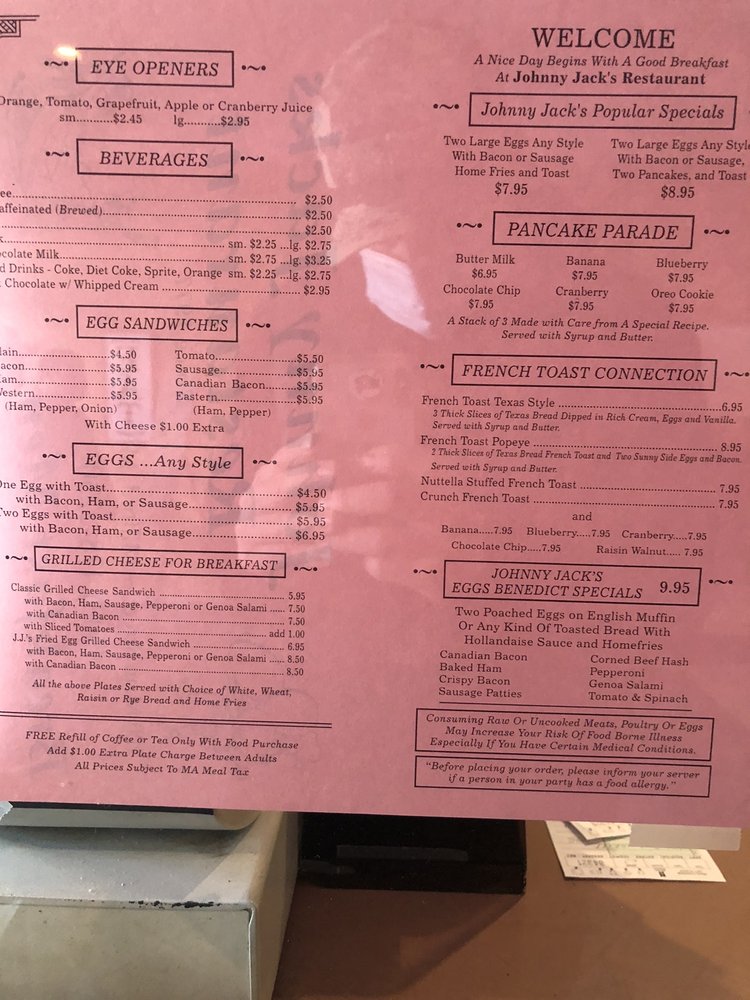 EYE OPENERS
Orange, Tomato, Grapefruit, Apple or Cranberry Juice
sm...........$2.45 lg..........$2.95
BEVERAGES
ee.................... $2.50
affeinated (Brewed).................... $2.50
.................... $2.50
k.................... sm. $2.25 ...lg. $2.75
ocolate Milk.................... sm. $2.75 ...lg. $3.25
d Drinks - Coke, Diet Coke, Sprite, Orange sm. $2.25 ...lg. $2.75
Chocolate w/ Whipped Cream .................... $2.95
EGG SANDWICHES
lain....................$4.50 Tomato....................$5.50
acon....................$5.95 Sausage....................$5.95
am....................$5.95 Canadian Bacon.........$5.95
estern....................$5.95 Eastern....................$5.95
(Ham, Pepper, Onion) (Ham, Pepper)
With Cheese $1.00 Extra
EGGS ...Any Style
One Egg with Toast.................... $4.50
with Bacon, Ham, or Sausage.................... $5.95
Two Eggs with Toast.................... $5.95
with Bacon, Ham, or Sausage.................... $6.95
GRILLED CHEESE FOR BREAKFAST
Classic Grilled Cheese Sandwich .................... 5.95
with Bacon, Ham, Sausage, Pepperoni or Genoa Salami ..... 7.50
with Canadian Bacon .................... 7.50
with Sliced Tomatoes .................... add 1.00
J.J.'s Fried Egg Grilled Cheese Sandwich .................... 6.95
with Bacon, Ham, Sausage, Pepperoni or Genoa Salami ..... 8.50
with Canadian Bacon .................... 8.50
All the above Plates Served with Choice of White, Wheat,
Raisin or Rye Bread and Home Fries
FREE Refill of Coffee or Tea Only With Food Purchase
Add $1.00 Extra Plate Charge Between Adults
All Prices Subject To MA Meal Tax
WELCOME
A Nice Day Begins With A Good Breakfast
At Johnny Jack's Restaurant
Johnny Jack's Popular Specials
Two Large Eggs Any Style Two Large Eggs Any Style
With Bacon or Sausage With Bacon or Sausage,
Home Fries and Toast Two Pancakes, and Toast
$7.95 $8.95
PANCAKE PARADE
Butter Milk Banana Blueberry
$6.95 $7.95 $7.95
Chocolate Chip Cranberry Oreo Cookie
$7.95 $7.95 $7.95
A Stack of 3 Made with Care from A Special Recipe.
Served with Syrup and Butter.
FRENCH TOAST CONNECTION
French Toast Texas Style ....................6.95
3 Thick Slices of Texas Bread Dipped in Rich Cream, Eggs and Vanilla.
Served with Syrup and Butter.
French Toast Popeye .................... 8.95
2 Thick Slices of Texas Bread French Toast and Two Sunny Side Eggs and Bacon.
Served with Syrup and Butter.
Nuttella Stuffed French Toast .................... 7.95
Crunch French Toast .................... 7.95
and
Banana.....7.95 Blueberry.....7.95 Cranberry....7.95
Chocolate Chip.....7.95 Raisin Walnut..... 7.95
JOHNNY JACK'S
EGGS BENEDICT SPECIALS 9.95
Two Poached Eggs on English Muffin
Or Any Kind Of Toasted Bread With
Hollandaise Sauce and Homefries
Canadian Bacon Corned Beef Hash
Baked Ham Pepperoni
Crispy Bacon Genoa Salami
Sausage Patties Tomato & Spinach
Consuming Raw Or Uncooked Meats, Poultry Or Eggs
May Increase Your Risk Of Food Borne Illness
Especially If You Have Certain Medical Conditions.
"Before placing your order, please inform your server
if a person in your party has a food allergy."